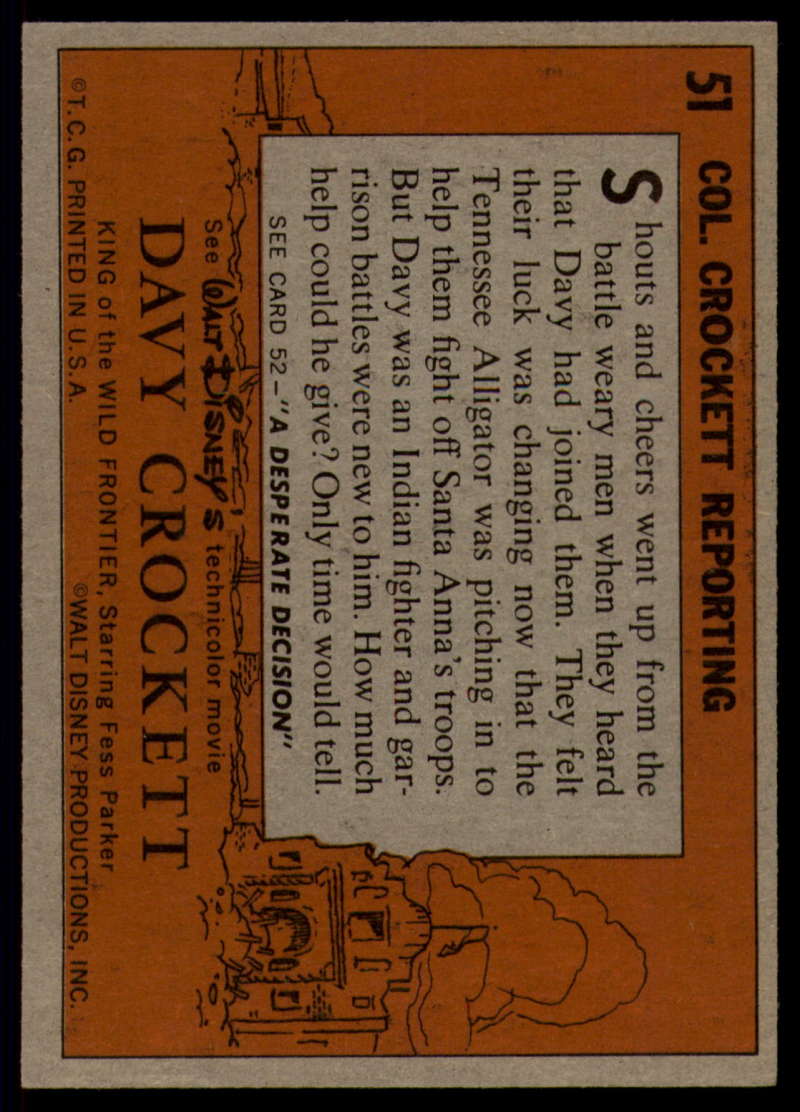 51 COL. CROCKETT REPORTING
Shouts and cheers went up from the
battle weary men when they heard
that Davy had joined them. They felt
their luck was changing now that the
Tennessee Alligator was pitching in to
help them fight off Santa Anna's troops.
But Davy was an Indian fighter and gar-
rison battles were new to him. How much
help could he give? Only time would tell.
SEE CARD 52—"A DESPERATE DECISION"
See WALT DISNEY'S technicolor movie
DAVY CROCKETT
KING of the WILD FRONTIER, Starring Fess Parker
©T.C.G. PRINTED IN U.S.A. ©WALT DISNEY PRODUCTIONS, INC.